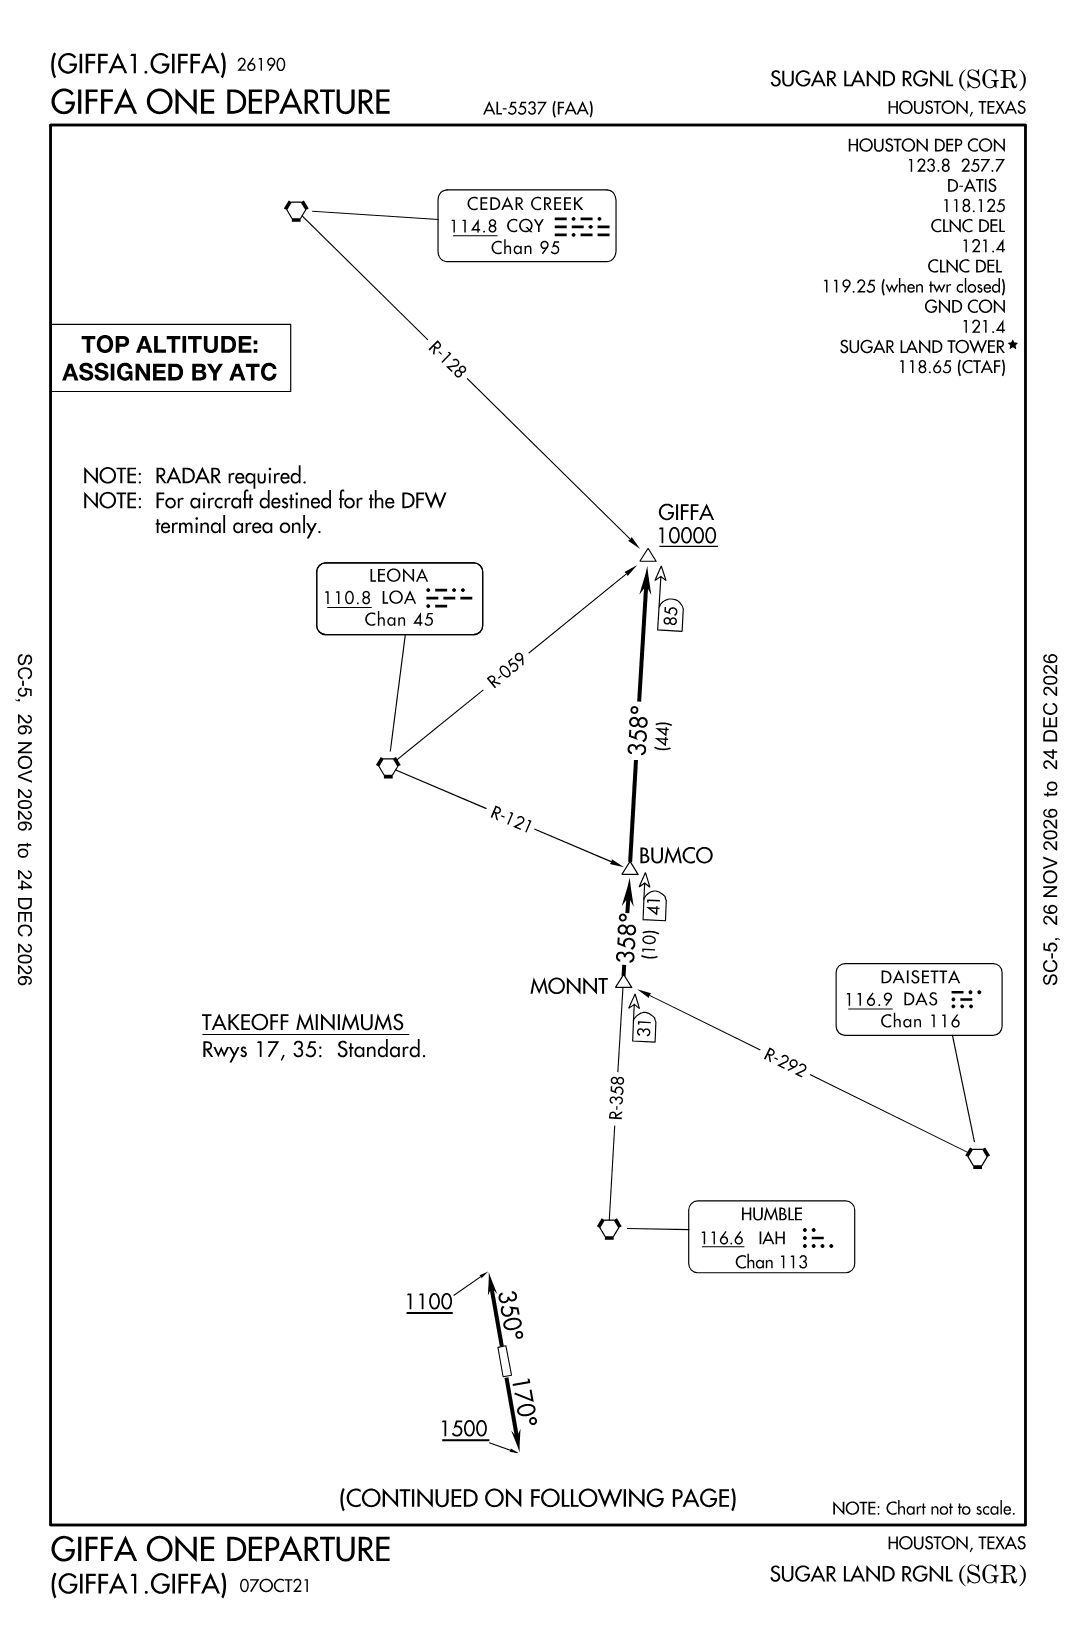 (GIFFA1.GIFFA) 26190
GIFFA ONE DEPARTURE
AL-5537 (FAA)
SUGAR LAND RGNL (SGR)
HOUSTON, TEXAS
HOUSTON DEP CON
123.8 257.7
D-ATIS
118.125
CLNC DEL
121.4
CLNC DEL
119.25 (when twr closed)
GND CON
121.4
SUGAR LAND TOWER★
118.65 (CTAF)
CEDAR CREEK
114.8 CQY
Chan 95
TOP ALTITUDE:
ASSIGNED BY ATC
R-128
NOTE: RADAR required.
NOTE: For aircraft destined for the DFW
terminal area only.
GIFFA
10000
LEONA
110.8 LOA
Chan 45
85
R-059
358°
(44)
R-121
BUMCO
41
358°
(10)
MONNT
31
DAISETTA
116.9 DAS
Chan 116
R-292
TAKEOFF MINIMUMS
Rwys 17, 35: Standard.
R-358
HUMBLE
116.6 IAH
Chan 113
1100
350°
170°
1500
(CONTINUED ON FOLLOWING PAGE)
NOTE: Chart not to scale.
GIFFA ONE DEPARTURE
(GIFFA1.GIFFA) 07OCT21
HOUSTON, TEXAS
SUGAR LAND RGNL (SGR)
SC-5, 26 NOV 2026 to 24 DEC 2026
SC-5, 26 NOV 2026 to 24 DEC 2026